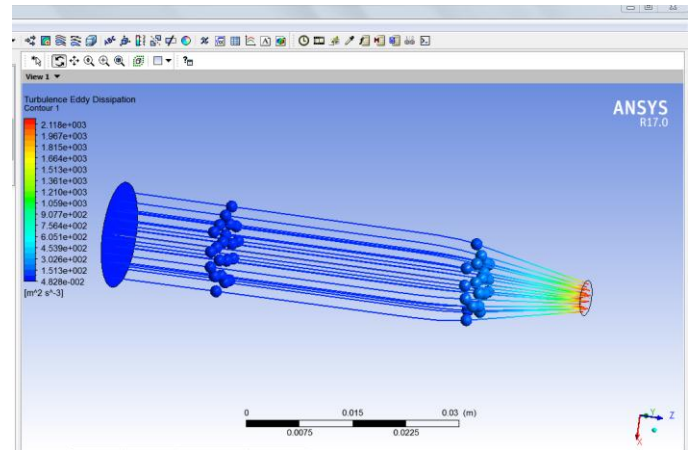 View 1
Turbulence Eddy Dissipation
Contour 1
2.118e+003
1.967e+003
1.815e+003
1.664e+003
1.513e+003
1.361e+003
1.210e+003
1.059e+003
9.077e+002
7.564e+002
6.051e+002
4.539e+002
3.026e+002
1.513e+002
4.828e-002
[m^2 s^-3]
ANSYS
R17.0
0 0.015 0.03 (m)
0.0075 0.0225
Y
Z
X